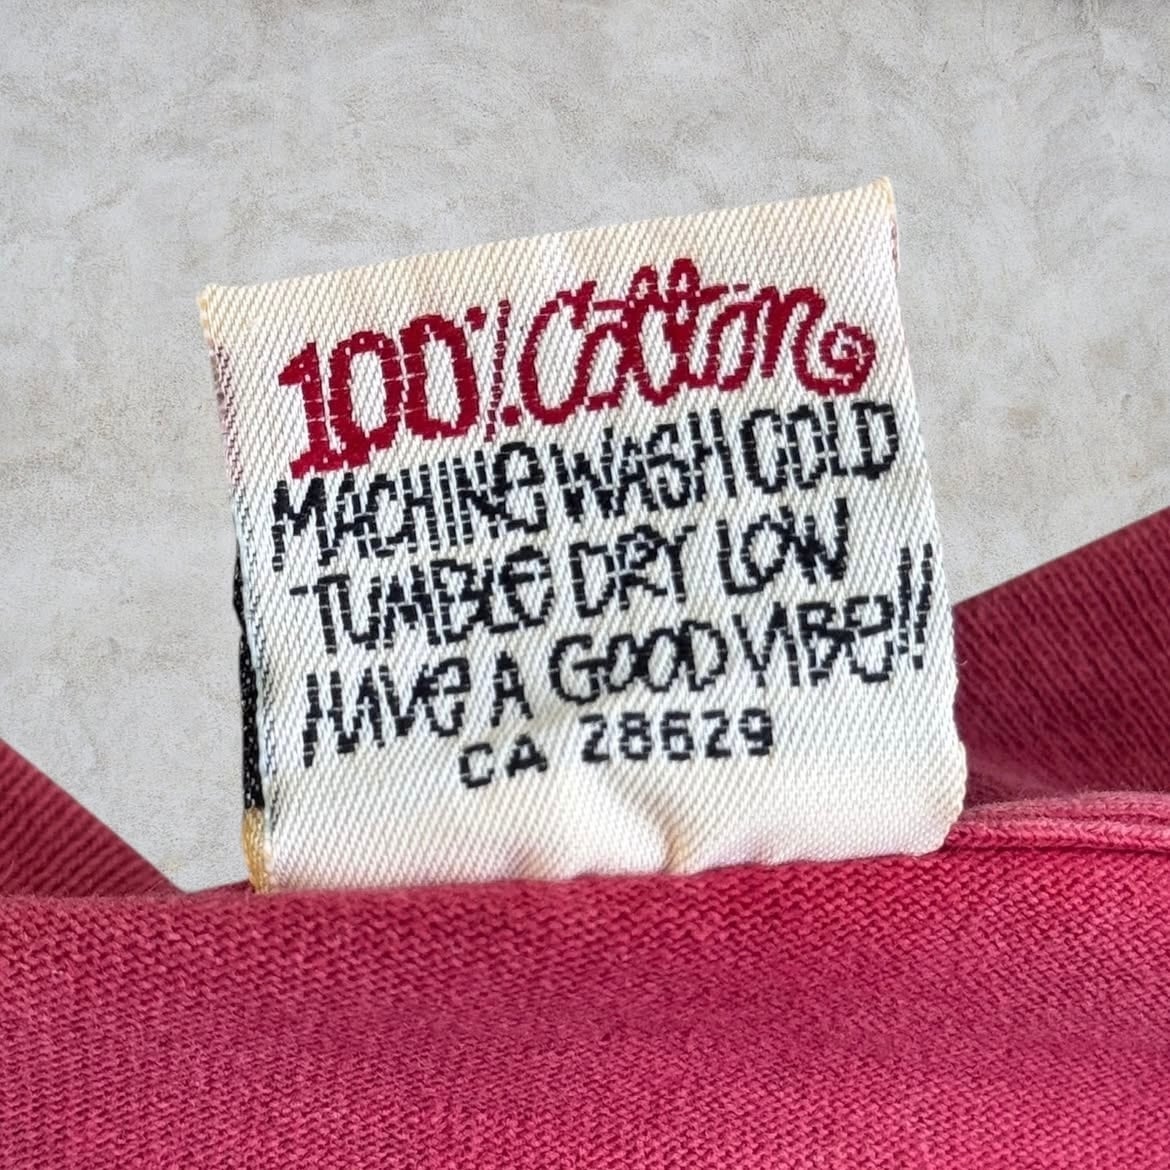 100% Cotton
MACHINE WASH COLD
TUMBLE DRY LOW
HAVE A GOOD VIBE!!
CA 28629